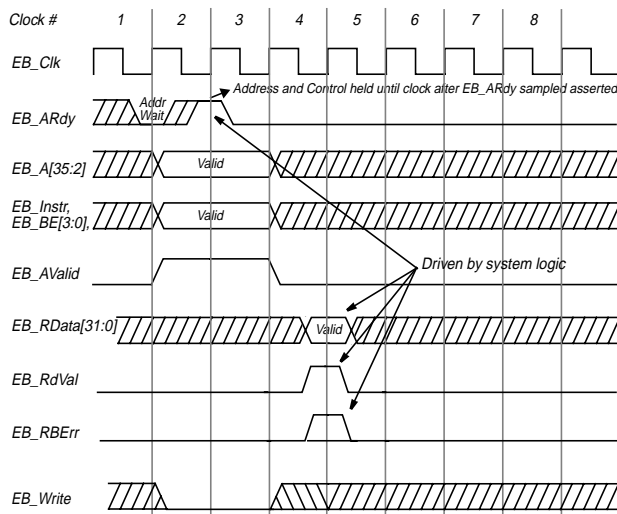 Clock # 1 2 3 4 5 6 7 8
EB_Clk
Address and Control held until clock after EB_ARdy sampled asserted
EB_ARdy
Addr
Wait
EB_A[35:2]
Valid
EB_Instr,
EB_BE[3:0],
Valid
EB_AValid
Driven by system logic
EB_RData[31:0]
Valid
EB_RdVal
EB_RBErr
EB_Write